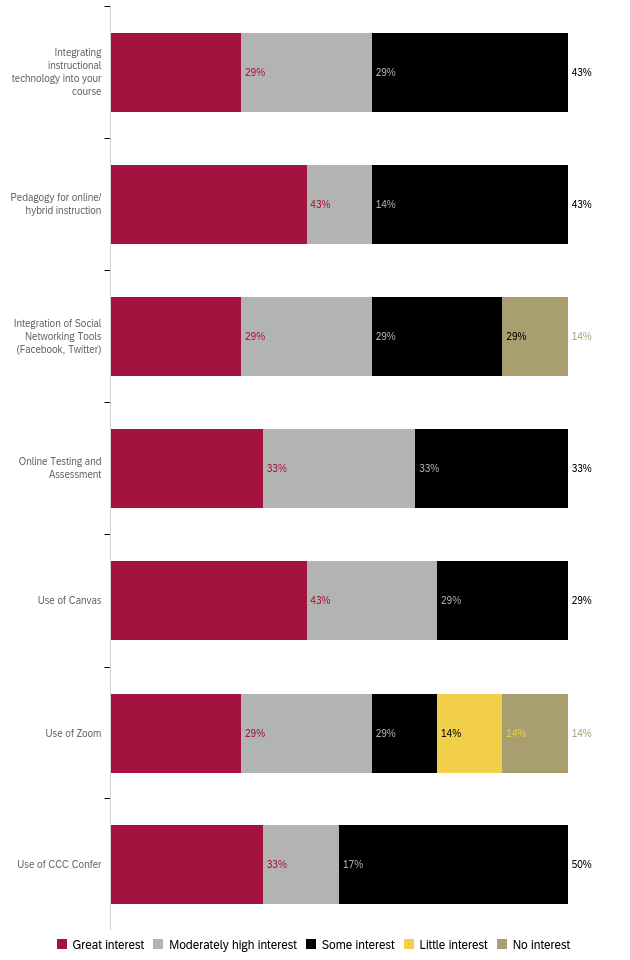 Integrating
instructional
technology into your
course
29% 29% 43%
Pedagogy for online/
hybrid instruction
43% 14% 43%
Integration of Social
Networking Tools
(Facebook, Twitter)
29% 29% 29% 14%
Online Testing and
Assessment
33% 33% 33%
Use of Canvas
43% 29% 29%
Use of Zoom
29% 29% 14% 14% 14%
Use of CCC Confer
33% 17% 50%
Great interest Moderately high interest Some interest Little interest No interest